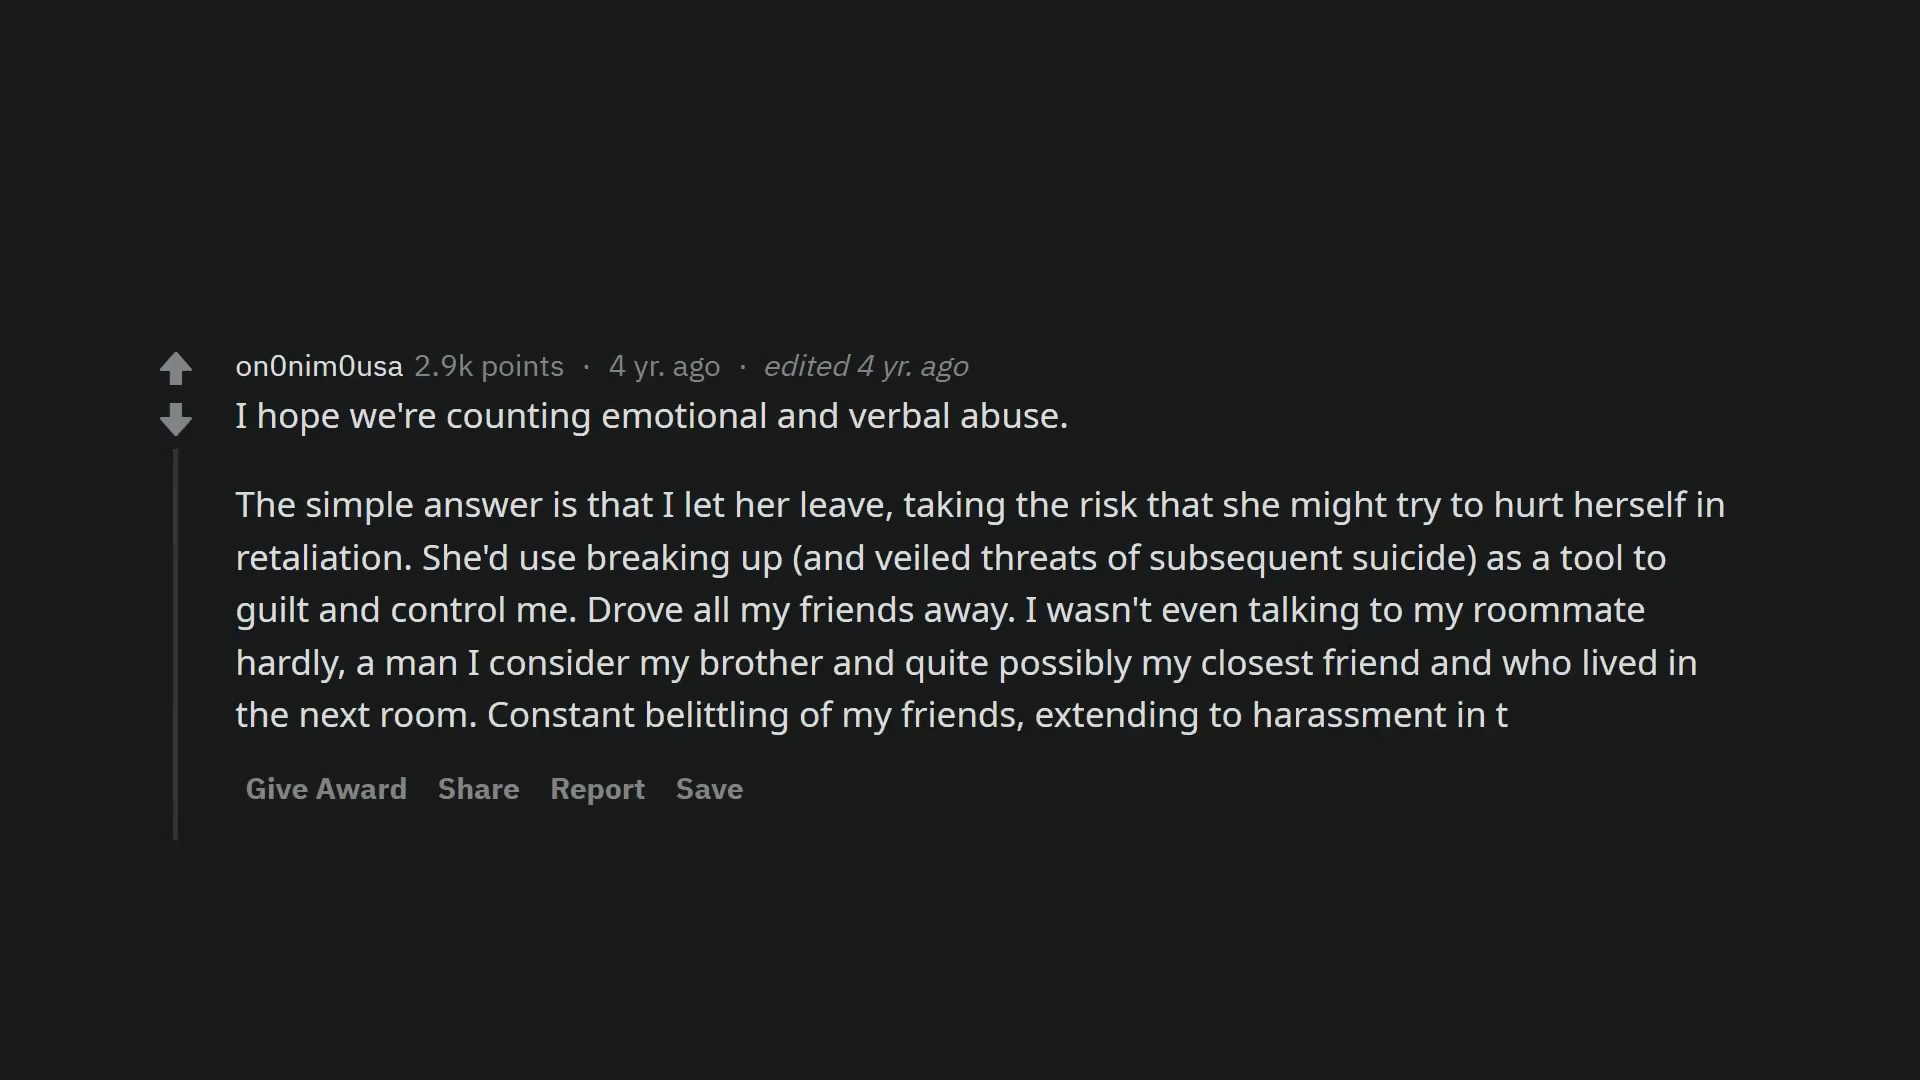 on0nim0usa 2.9k points · 4 yr. ago · edited 4 yr. ago
I hope we're counting emotional and verbal abuse.
The simple answer is that I let her leave, taking the risk that she might try to hurt herself in
retaliation. She'd use breaking up (and veiled threats of subsequent suicide) as a tool to
guilt and control me. Drove all my friends away. I wasn't even talking to my roommate
hardly, a man I consider my brother and quite possibly my closest friend and who lived in
the next room. Constant belittling of my friends, extending to harassment in t
Give Award Share Report Save